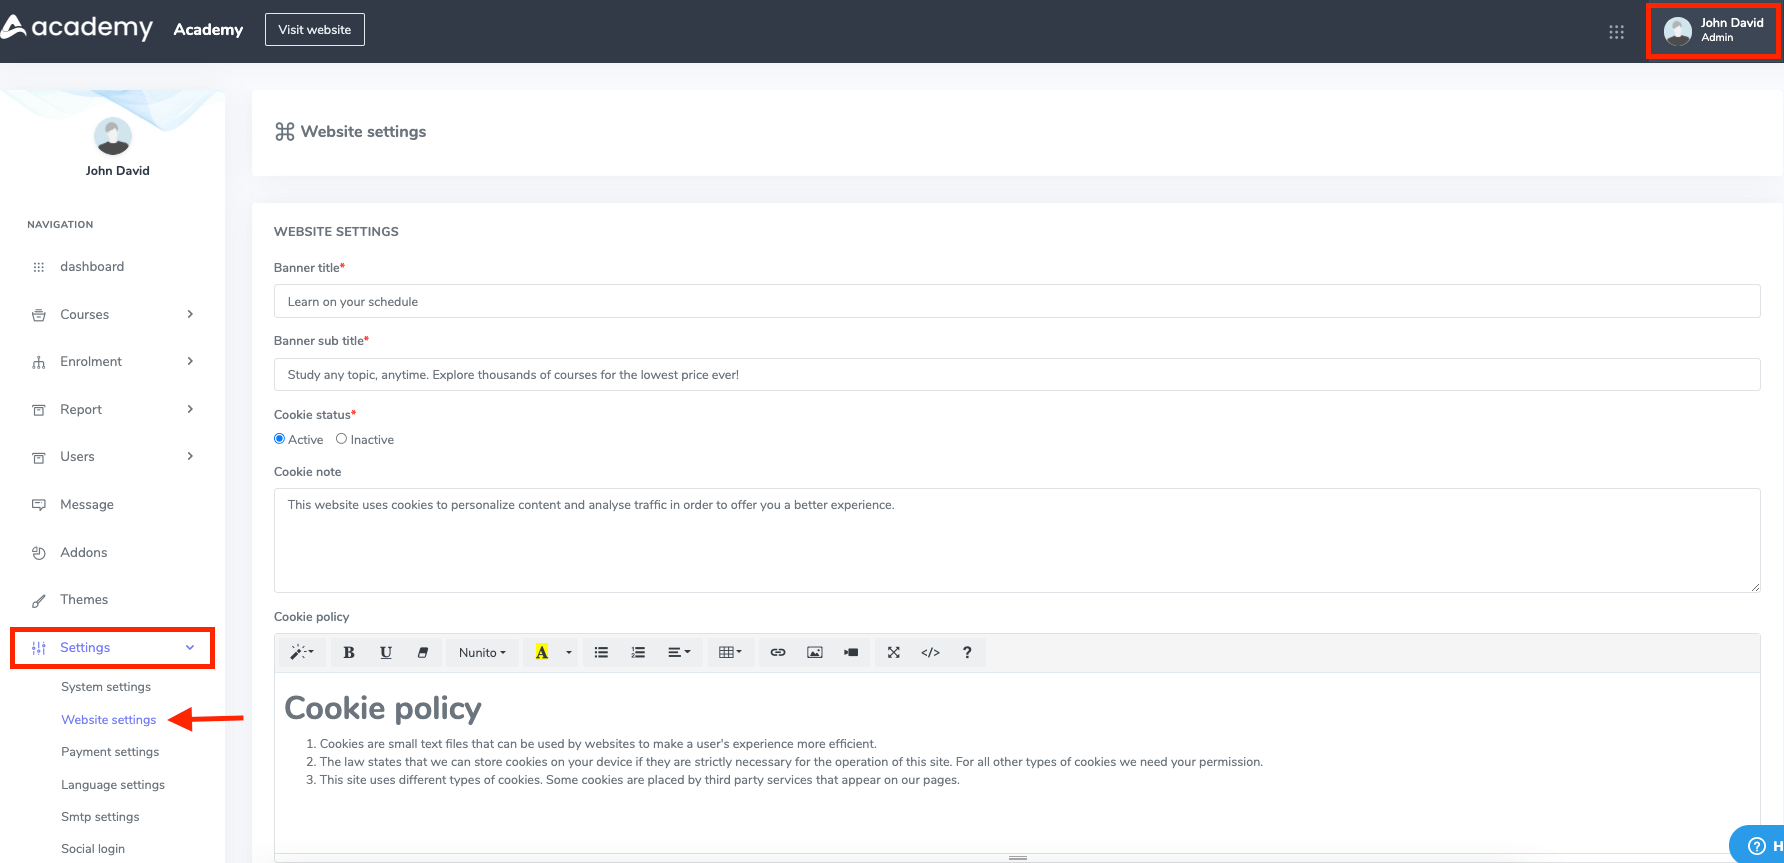 academy Academy Visit website
John David
Admin
John David
NAVIGATION
dashboard
Courses
Enrolment
Report
Users
Message
Addons
Themes
Settings
System settings
Website settings
Payment settings
Language settings
Smtp settings
Social login
Website settings
WEBSITE SETTINGS
Banner title*
Learn on your schedule
Banner sub title*
Study any topic, anytime. Explore thousands of courses for the lowest price ever!
Cookie status*
Active Inactive
Cookie note
This website uses cookies to personalize content and analyse traffic in order to offer you a better experience.
Cookie policy
B U Nunito A </> ?
Cookie policy
1. Cookies are small text files that can be used by websites to make a user's experience more efficient.
2. The law states that we can store cookies on your device if they are strictly necessary for the operation of this site. For all other types of cookies we need your permission.
3. This site uses different types of cookies. Some cookies are placed by third party services that appear on our pages.
? H